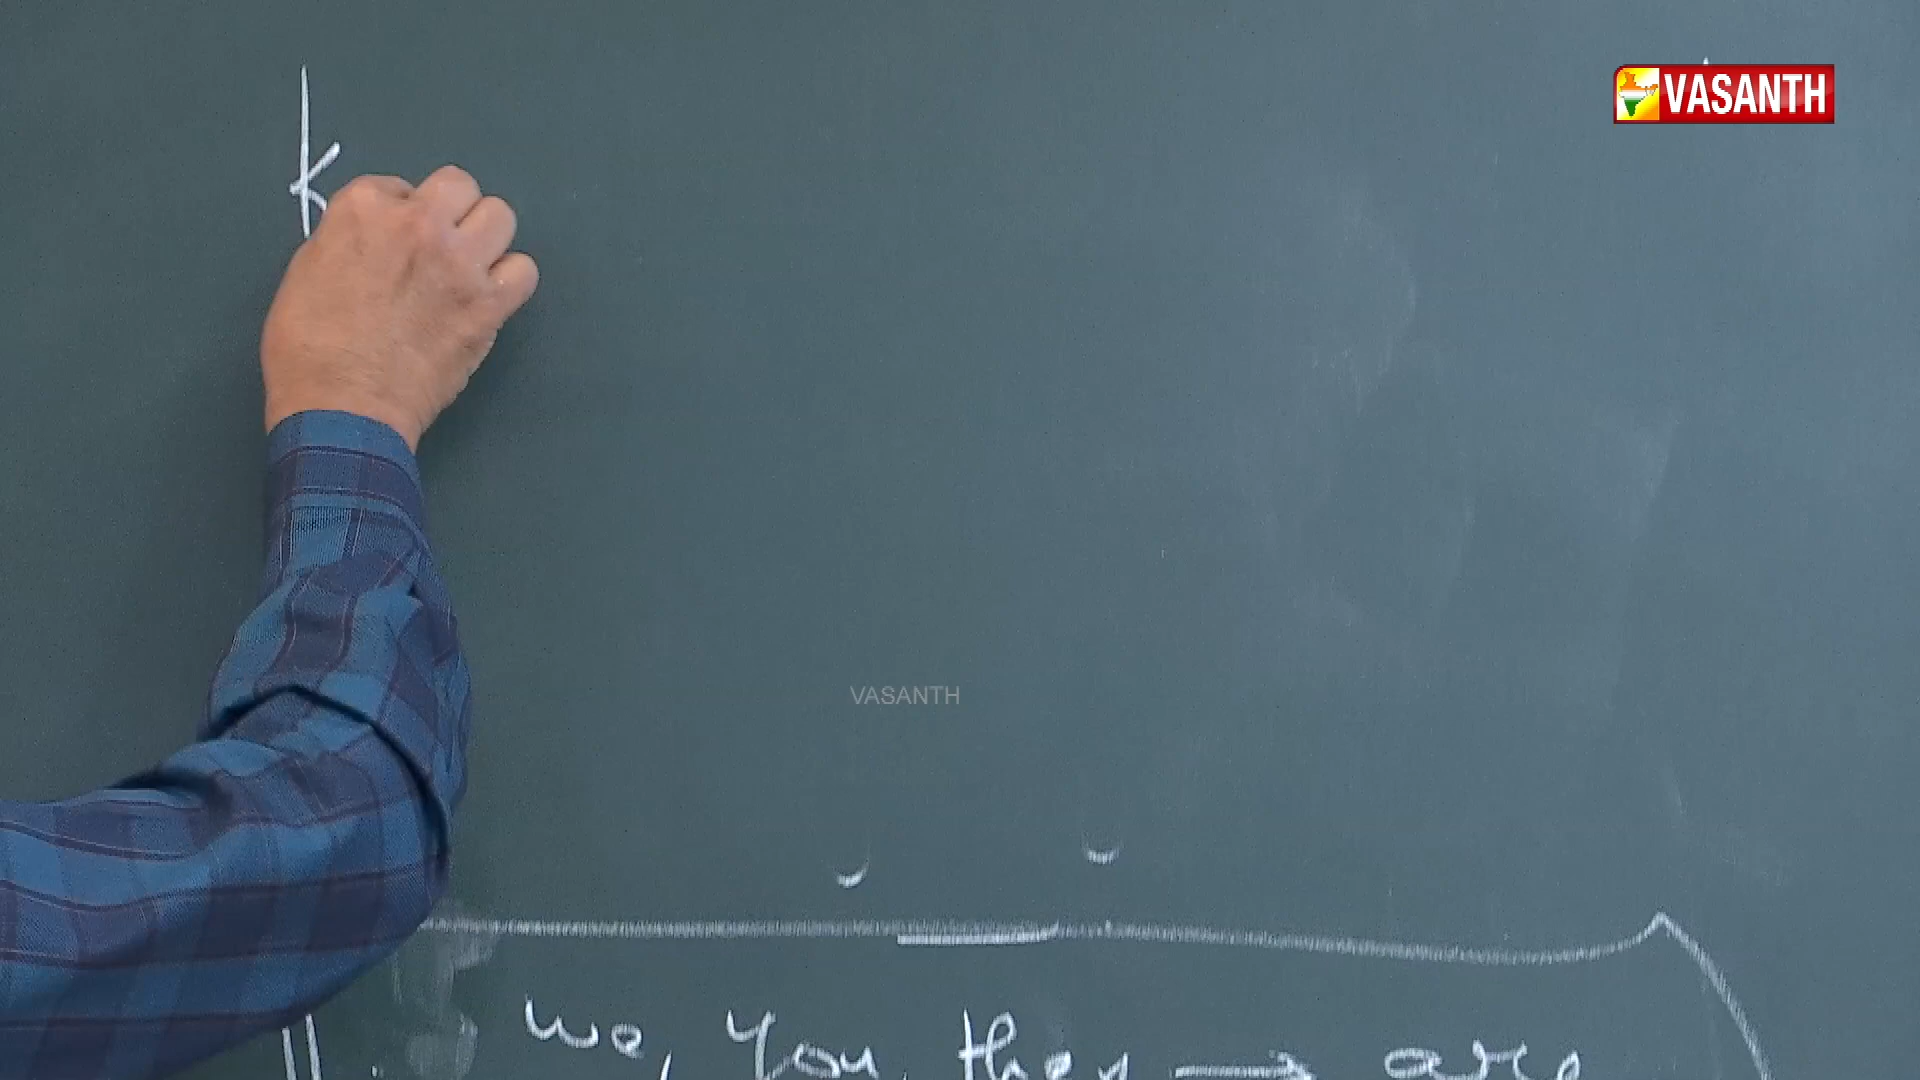 VASANTH
k
VASANTH
we, you, they → are